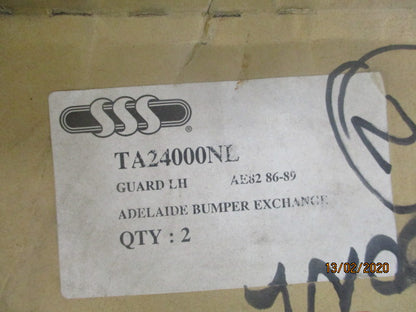 SSS
®
TA24000NL
GUARD LH AE82 86-89
ADELAIDE BUMPER EXCHANGE
QTY : 2
13/02/2020